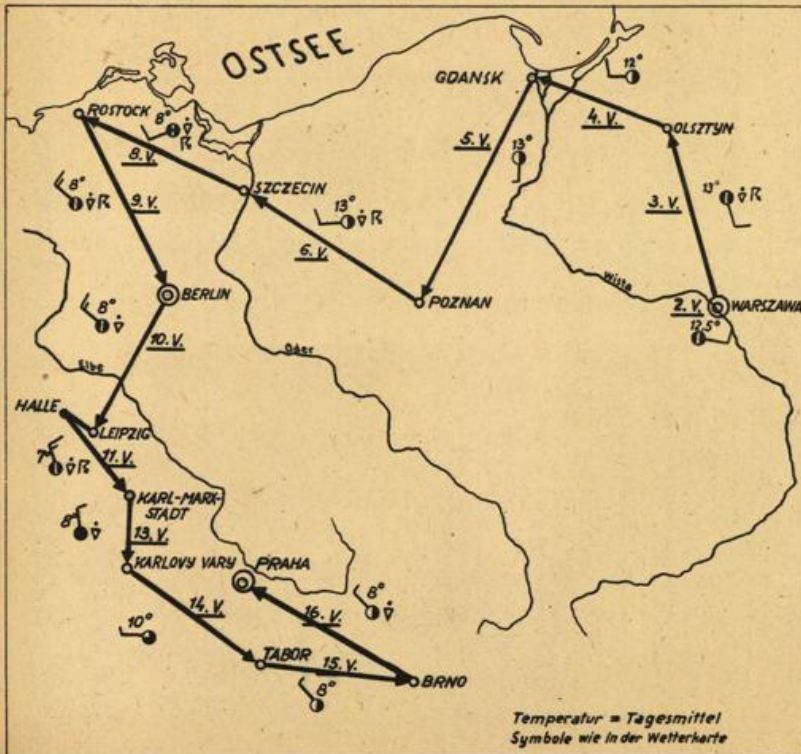 OSTSEE
GDANSK
12°
ROSTOCK
8°
4. V.
OLSZTYN
8. V.
5. V.
13°
8°
9. V.
SZCZECIN
13°
3. V.
13°
6. V.
Wisła
BERLIN
POZNAN
2. V.
WARSZAWA
8°
12,5°
10. V.
Oder
Elbe
HALLE
LEIPZIG
7°
11. V.
KARL-MARX-
STADT
8°
13. V.
KARLOVY VARY
PRAHA
8°
10°
14. V.
16. V.
TABOR
15. V.
BRNO
8°
Temperatur = Tagesmittel
Symbole wie in der Wetterkarte